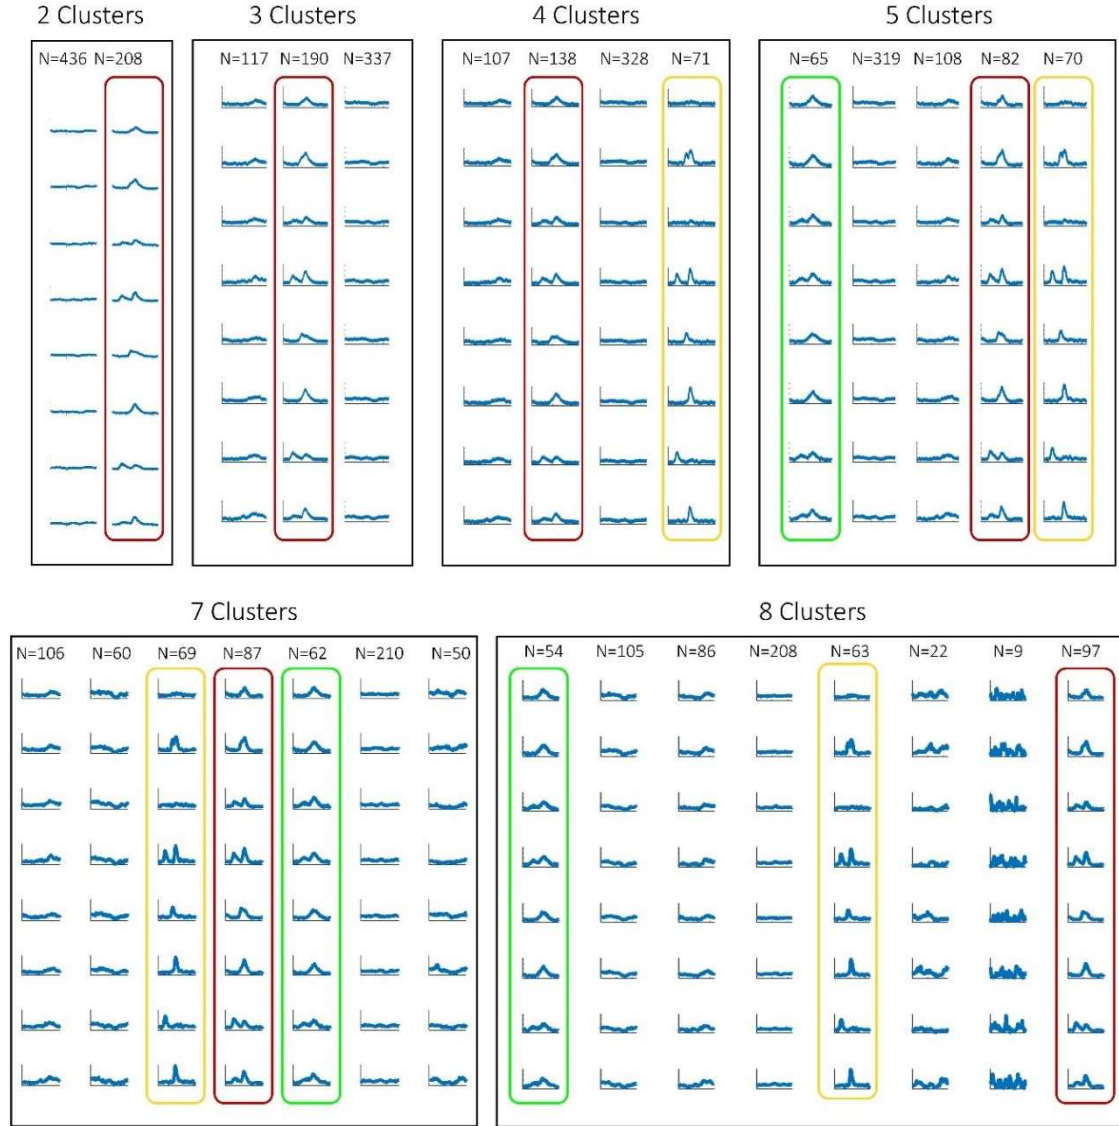 2 Clusters
3 Clusters
4 Clusters
5 Clusters
N=436 N=208
N=117 N=190 N=337
N=107 N=138 N=328 N=71
N=65 N=319 N=108 N=82 N=70
7 Clusters
8 Clusters
N=106 N=60 N=69 N=87 N=62 N=210 N=50
N=54 N=105 N=86 N=208 N=63 N=22 N=9 N=97